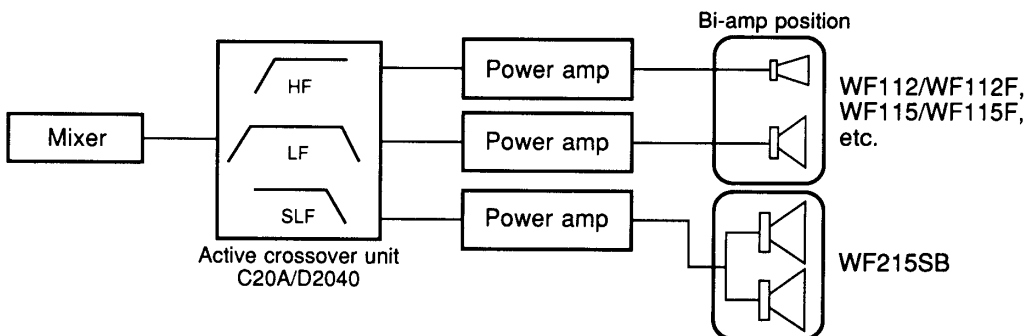 Bi-amp position
Mixer
HF
LF
SLF
Active crossover unit
C20A/D2040
Power amp
Power amp
Power amp
WF112/WF112F,
WF115/WF115F,
etc.
WF215SB